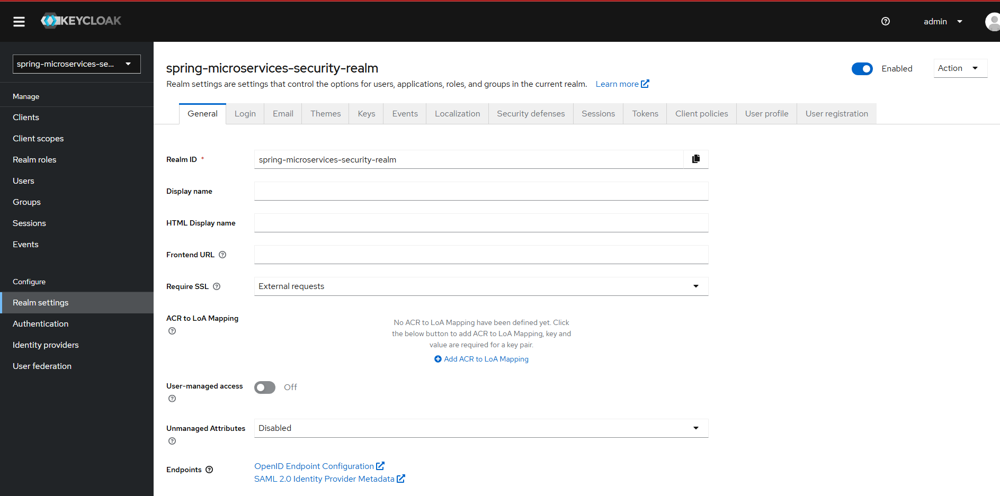 KEYCLOAK
admin
spring-microservices-se...
Manage
Clients
Client scopes
Realm roles
Users
Groups
Sessions
Events
Configure
Realm settings
Authentication
Identity providers
User federation
spring-microservices-security-realm
Enabled
Action
Realm settings are settings that control the options for users, applications, roles, and groups in the current realm. Learn more
General Login Email Themes Keys Events Localization Security defenses Sessions Tokens Client policies User profile User registration
Realm ID *
spring-microservices-security-realm
Display name
HTML Display name
Frontend URL
Require SSL
External requests
ACR to LoA Mapping
No ACR to LoA Mapping have been defined yet. Click
the below button to add ACR to LoA Mapping, key and
value are required for a key pair.
Add ACR to LoA Mapping
User-managed access
Off
Unmanaged Attributes
Disabled
Endpoints
OpenID Endpoint Configuration
SAML 2.0 Identity Provider Metadata